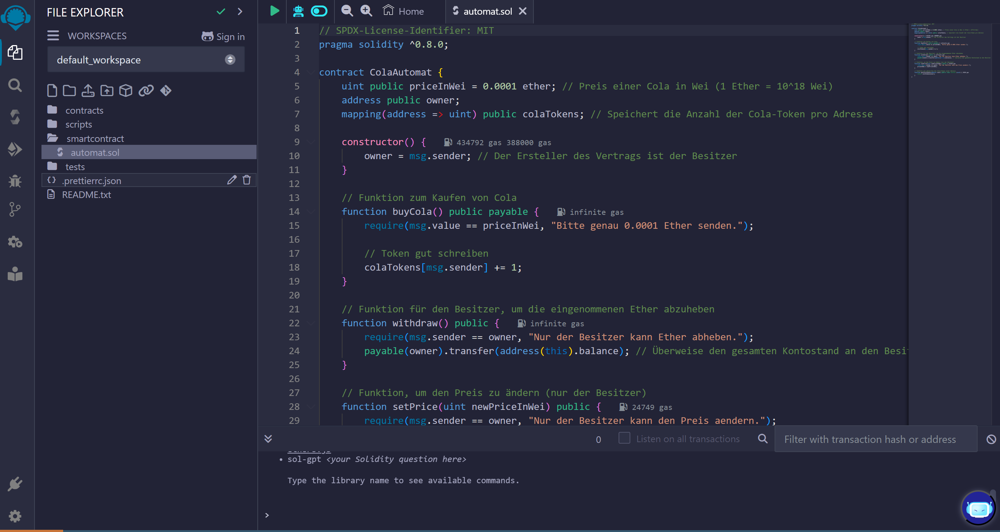 FILE EXPLORER
WORKSPACES
Sign in
default_workspace
contracts
scripts
smartcontract
automat.sol
tests
.prettierrc.json
README.txt
Home
automat.sol
1 // SPDX-License-Identifier: MIT
2 pragma solidity ^0.8.0;
3
4 contract ColaAutomat {
5 uint public priceInWei = 0.0001 ether; // Preis einer Cola in Wei (1 Ether = 10^18 Wei)
6 address public owner;
7 mapping(address => uint) public colaTokens; // Speichert die Anzahl der Cola-Token pro Adresse
8
9 constructor() { 434792 gas 388000 gas
10 owner = msg.sender; // Der Ersteller des Vertrags ist der Besitzer
11 }
12
13 // Funktion zum Kaufen von Cola
14 function buyCola() public payable { infinite gas
15 require(msg.value == priceInWei, "Bitte genau 0.0001 Ether senden.");
16
17 // Token gut schreiben
18 colaTokens[msg.sender] += 1;
19 }
20
21 // Funktion für den Besitzer, um die eingenommenen Ether abzuheben
22 function withdraw() public { infinite gas
23 require(msg.sender == owner, "Nur der Besitzer kann Ether abheben.");
24 payable(owner).transfer(address(this).balance); // Überweise den gesamten Kontostand an den Besi
25 }
26
27 // Funktion, um den Preis zu ändern (nur der Besitzer)
28 function setPrice(uint newPriceInWei) public { 24749 gas
29 require(msg.sender == owner, "Nur der Besitzer kann den Preis aendern.");
0
Listen on all transactions
Filter with transaction hash or address
• sol-gpt <your Solidity question here>
Type the library name to see available commands.
>